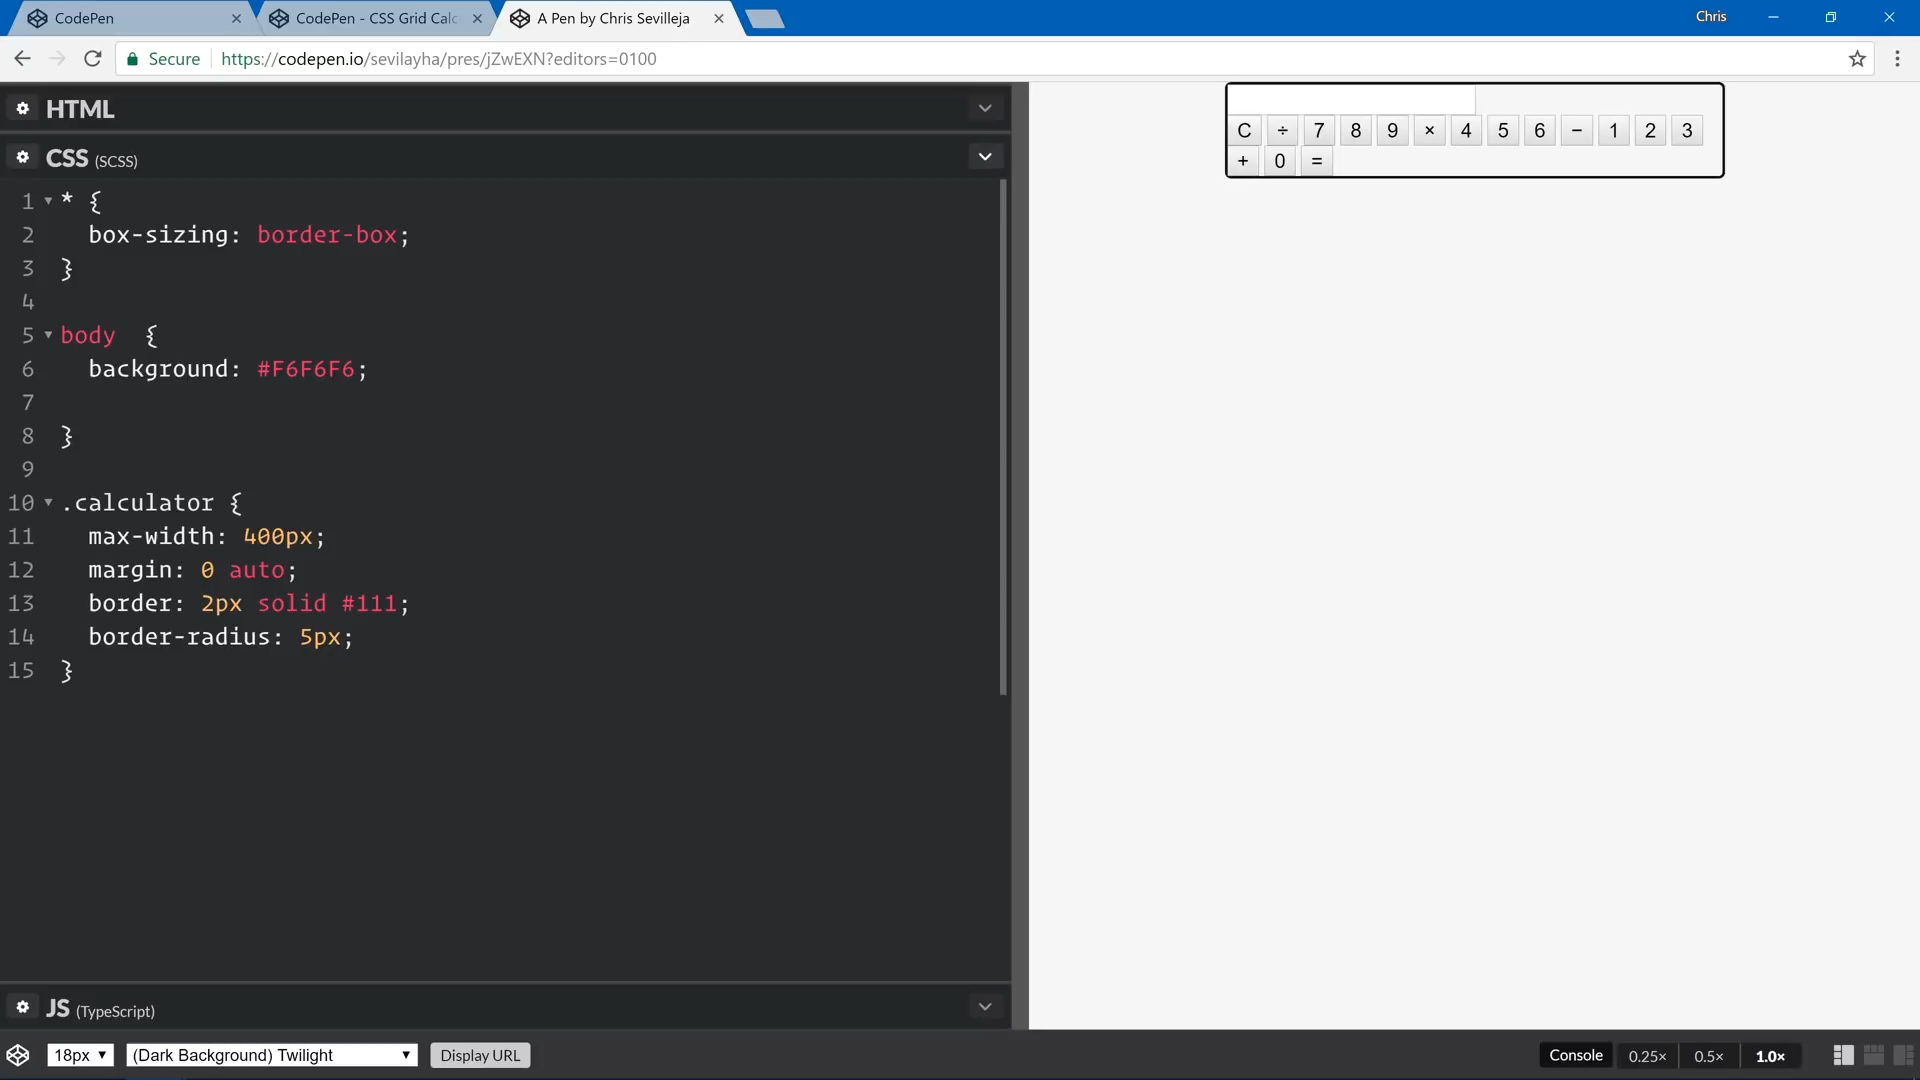 CodePen
CodePen - CSS Grid Calc
A Pen by Chris Sevilleja
Chris
Secure
https://codepen.io/sevilayha/pres/jZwEXN?editors=0100
HTML
CSS (SCSS)
1 * {
2 box-sizing: border-box;
3 }
4
5 body  {
6 background: #F6F6F6;
7
8 }
9
10 .calculator {
11 max-width: 400px;
12 margin: 0 auto;
13 border: 2px solid #111;
14 border-radius: 5px;
15 }
C ÷ 7 8 9 × 4 5 6 − 1 2 3
+ 0 =
JS (TypeScript)
18px
(Dark Background) Twilight
Display URL
Console
0.25×
0.5×
1.0×